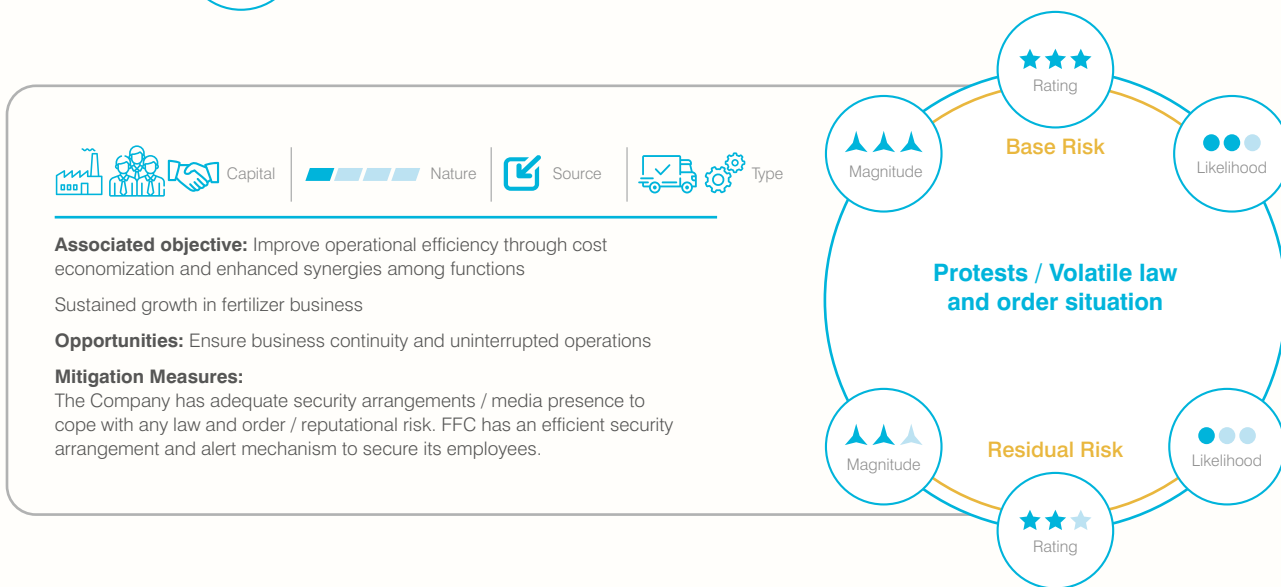 Capital
Nature
Source
Type
Associated objective: Improve operational efficiency through cost
economization and enhanced synergies among functions
Sustained growth in fertilizer business
Opportunities: Ensure business continuity and uninterrupted operations
Mitigation Measures:
The Company has adequate security arrangements / media presence to
cope with any law and order / reputational risk. FFC has an efficient security
arrangement and alert mechanism to secure its employees.
Rating
Base Risk
Magnitude
Likelihood
Protests / Volatile law
and order situation
Magnitude
Residual Risk
Likelihood
Rating